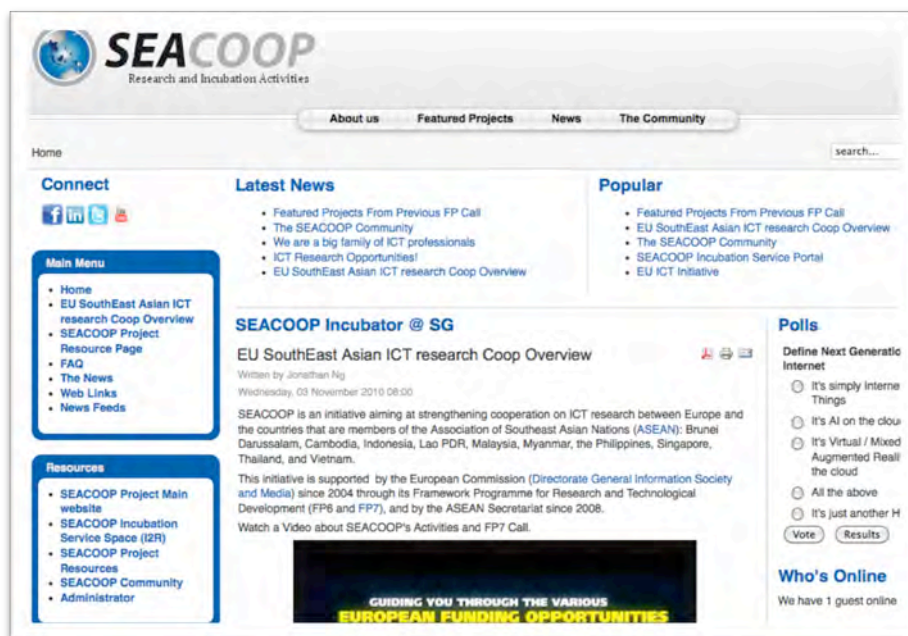 SEACOOP
Research and Incubation Activities
About us Featured Projects News The Community
Home
search...
Connect
Main Menu
Home
EU SouthEast Asian ICT
research Coop Overview
SEACOOP Project
Resource Page
FAQ
The News
Web Links
News Feeds
Resources
SEACOOP Project Main
website
SEACOOP Incubation
Service Space (I2R)
SEACOOP Project
Resources
SEACOOP Community
Administrator
Latest News
Featured Projects From Previous FP Call
The SEACOOP Community
We are a big family of ICT professionals
ICT Research Opportunities!
EU SouthEast Asian ICT research Coop Overview
Popular
Featured Projects From Previous FP Call
EU SouthEast Asian ICT research Coop Overview
The SEACOOP Community
SEACOOP Incubation Service Portal
EU ICT Initiative
SEACOOP Incubator @ SG
EU SouthEast Asian ICT research Coop Overview
Written by Jonathan Ng
Wednesday, 03 November 2010 08:00
SEACOOP is an initiative aiming at strengthening cooperation on ICT research between Europe and
the countries that are members of the Association of Southeast Asian Nations (ASEAN): Brunei
Darussalam, Cambodia, Indonesia, Lao PDR, Malaysia, Myanmar, the Philippines, Singapore,
Thailand, and Vietnam.
This initiative is supported by the European Commission (Directorate General Information Society
and Media) since 2004 through its Framework Programme for Research and Technological
Development (FP6 and FP7), and by the ASEAN Secretariat since 2008.
Watch a Video about SEACOOP's Activities and FP7 Call.
GUIDING YOU THROUGH THE VARIOUS
EUROPEAN FUNDING OPPORTUNITIES
Polls
Define Next Generatio
Internet
It's simply Interne
Things
It's AI on the clou
It's Virtual / Mixed
Augmented Reali
the cloud
All the above
It's just another H
Vote Results
Who's Online
We have 1 guest online